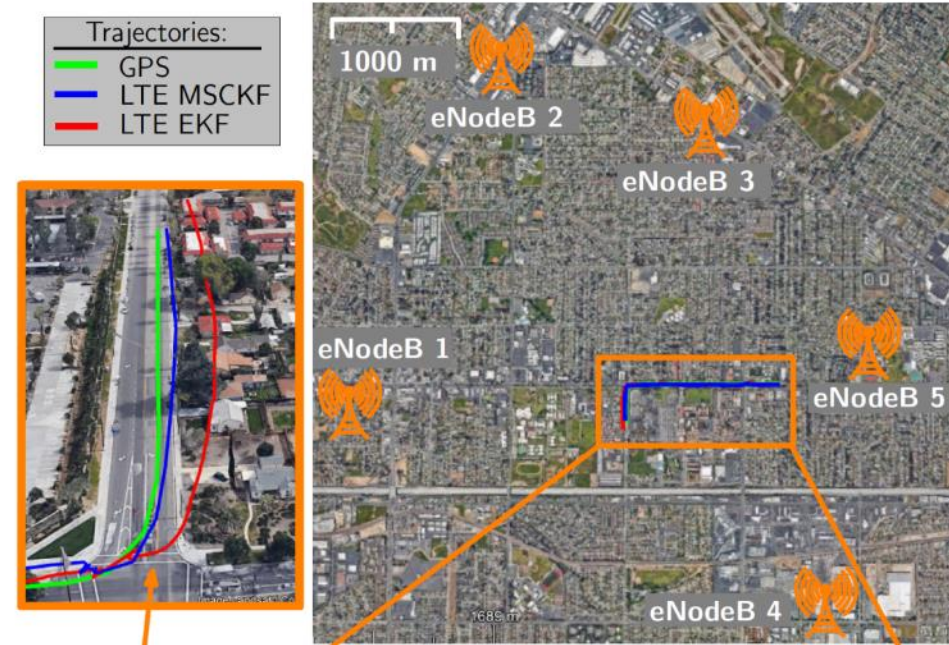 Trajectories:
GPS
LTE MSCKF
LTE EKF
1000 m
eNodeB 2
eNodeB 3
eNodeB 1
eNodeB 5
eNodeB 4
1689 m